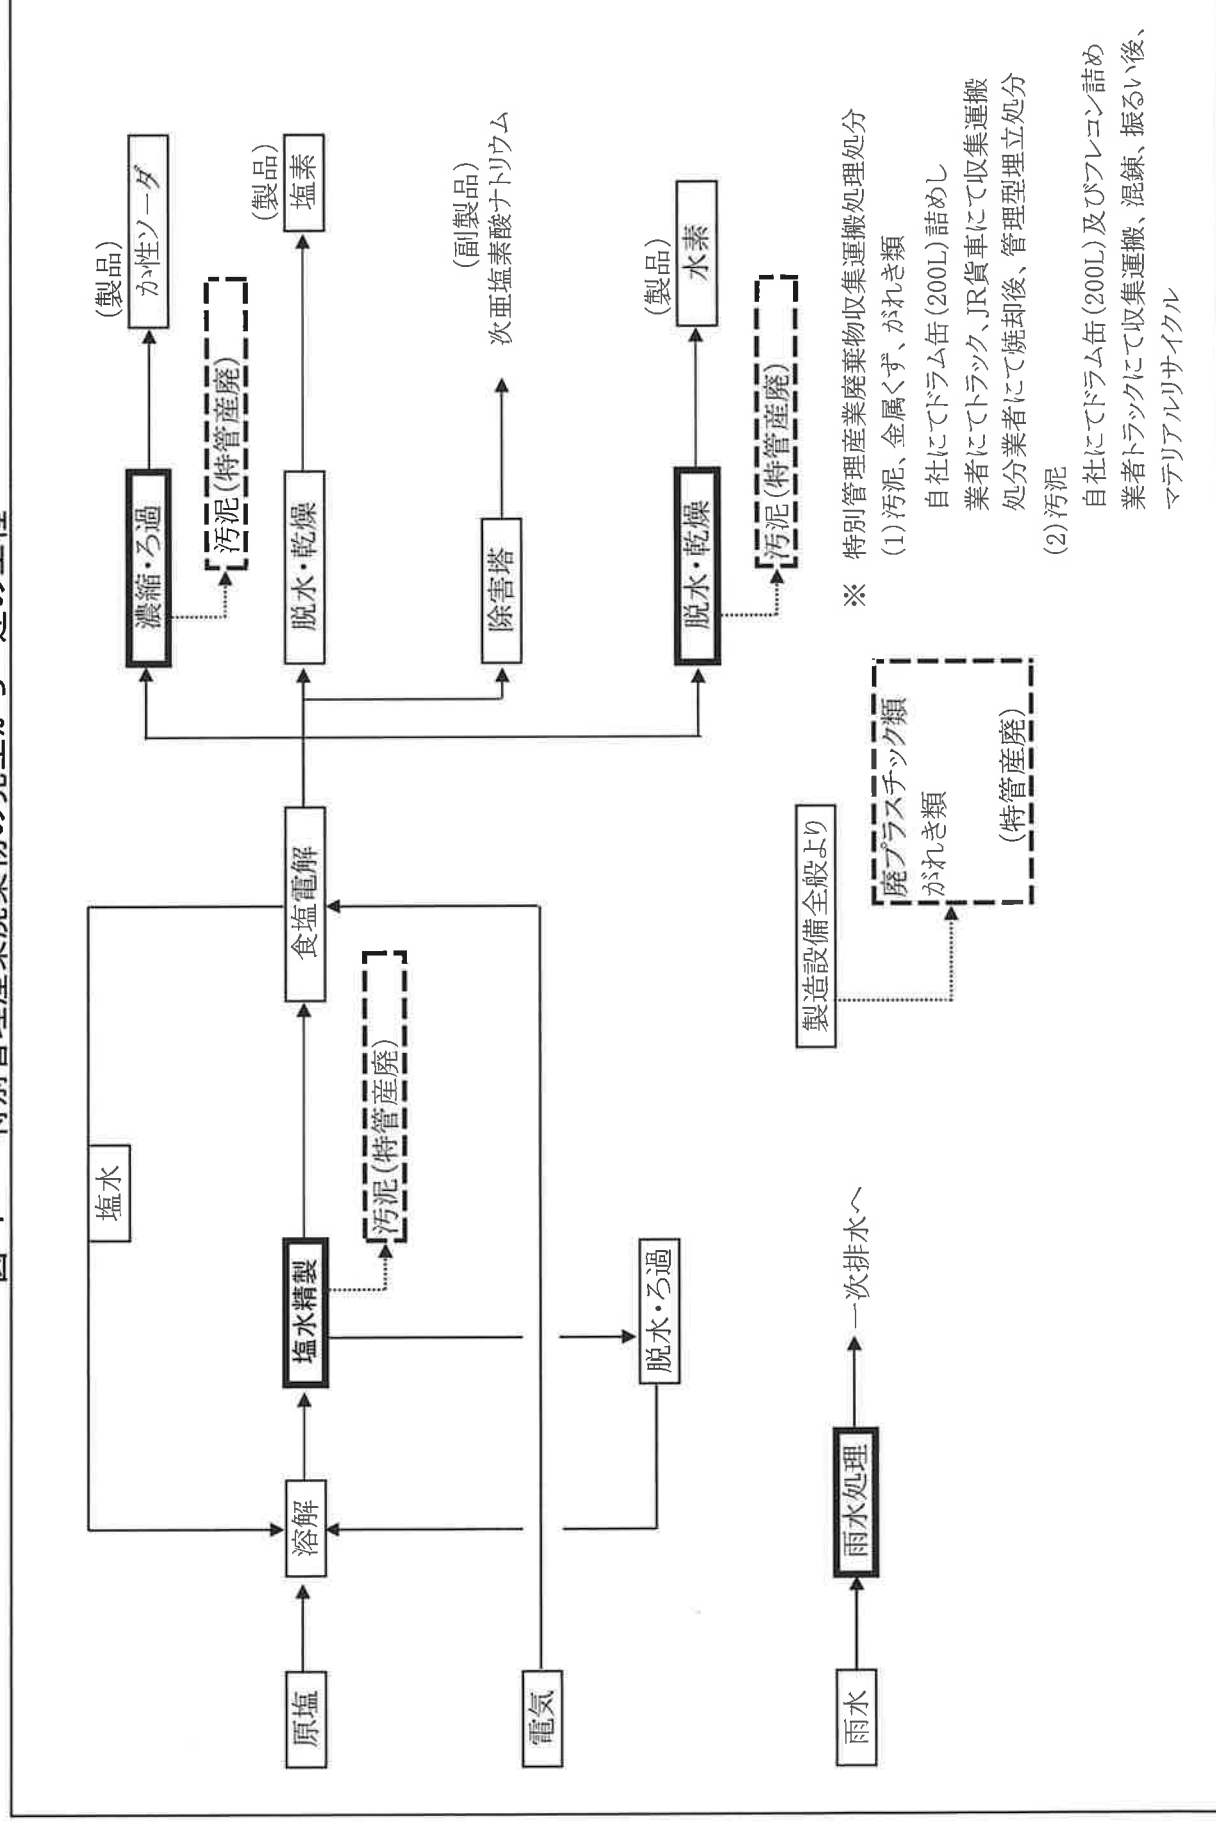 (製品)
か性ソーダ
濃縮・ろ過
汚泥(特管産廃)
(製品)
塩素
脱水・乾燥
(副製品)
次亜塩素酸ナトリウム
除害塔
(製品)
水素
脱水・乾燥
汚泥(特管産廃)
塩水
食塩電解
塩水精製
汚泥(特管産廃)
溶解
原塩
脱水・ろ過
電気
製造設備全般より
廃プラスチック類
がれき類
(特管産廃)
雨水
雨水処理
一次排水へ
※ 特別管理産業廃棄物収集運搬処理処分
(1)汚泥、金属くず、がれき類
自社にてドラム缶(200L)詰めし
業者にてトラック、JR貨車にて収集運搬
処分業者にて焼却後、管理型埋立処分
(2)汚泥
自社にてドラム缶(200L)及びフレコン詰め
業者トラックにて収集運搬、混錬、振るい後、
マテリアルリサイクル